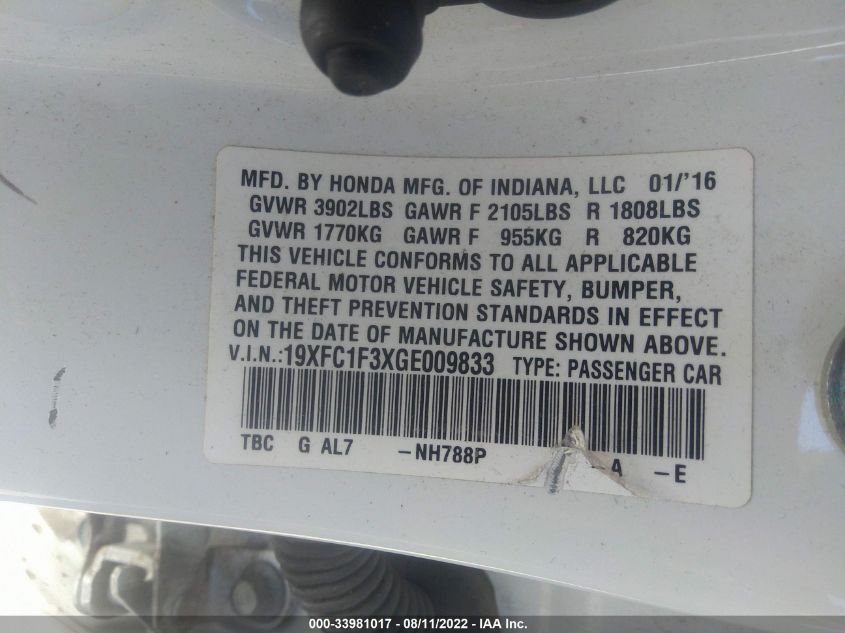 MFD. BY HONDA MFG. OF INDIANA, LLC 01/'16
GVWR 3902LBS GAWR F 2105LBS R 1808LBS
GVWR 1770KG GAWR F 955KG R 820KG
THIS VEHICLE CONFORMS TO ALL APPLICABLE
FEDERAL MOTOR VEHICLE SAFETY, BUMPER,
AND THEFT PREVENTION STANDARDS IN EFFECT
ON THE DATE OF MANUFACTURE SHOWN ABOVE.
V.I.N.:19XFC1F3XGE009833 TYPE: PASSENGER CAR
TBC G AL7 -NH788P A -E
000-33981017 - 08/11/2022 - IAA Inc.